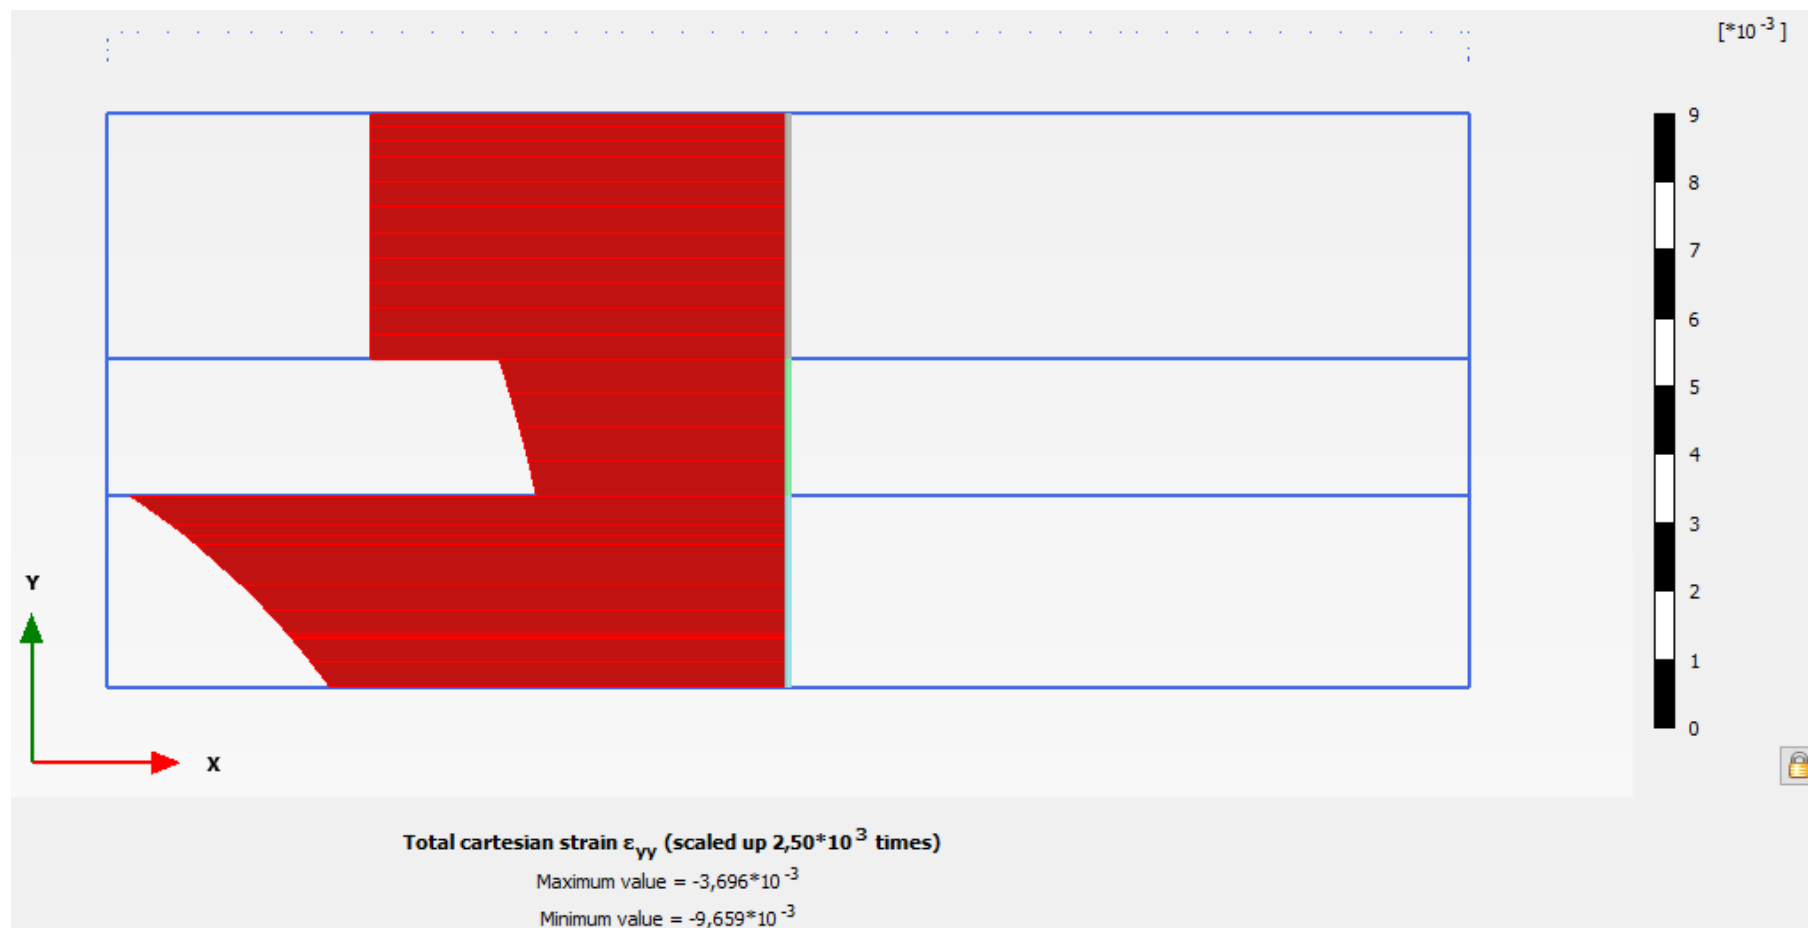 [*10 -3 ]
9
8
7
6
5
4
3
2
1
0
Y
X
Total cartesian strain εyy (scaled up 2,50*10 3 times)
Maximum value = -3,696*10 -3
Minimum value = -9,659*10 -3